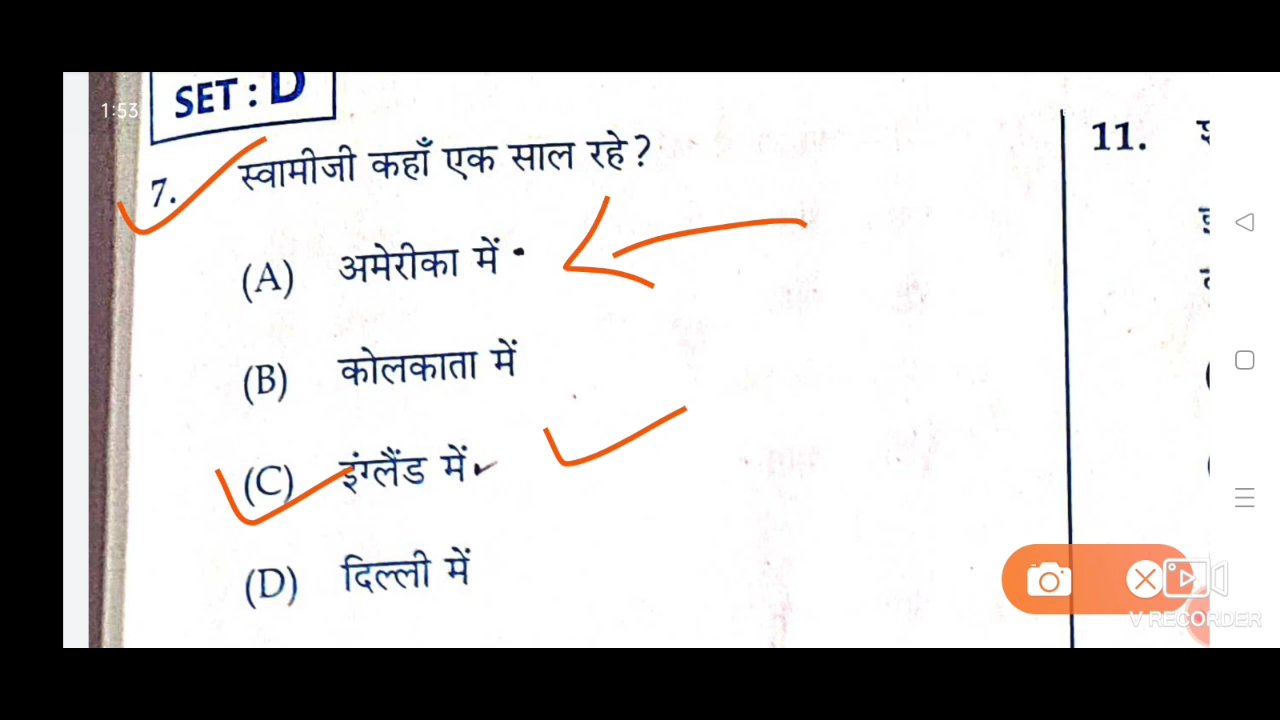 SET : D
1:53
7. स्वामीजी कहाँ एक साल रहे ?
(A) अमेरीका में
(B) कोलकाता में
(C) इंग्लैंड में
(D) दिल्ली में
11.
V RECORDER